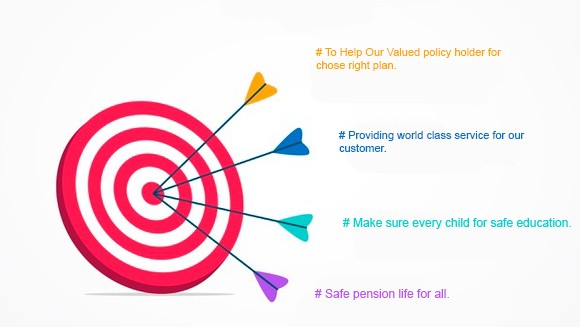 # To Help Our Valued policy holder for
chose right plan.
# Providing world class service for our
customer.
# Make sure every child for safe education.
# Safe pension life for all.